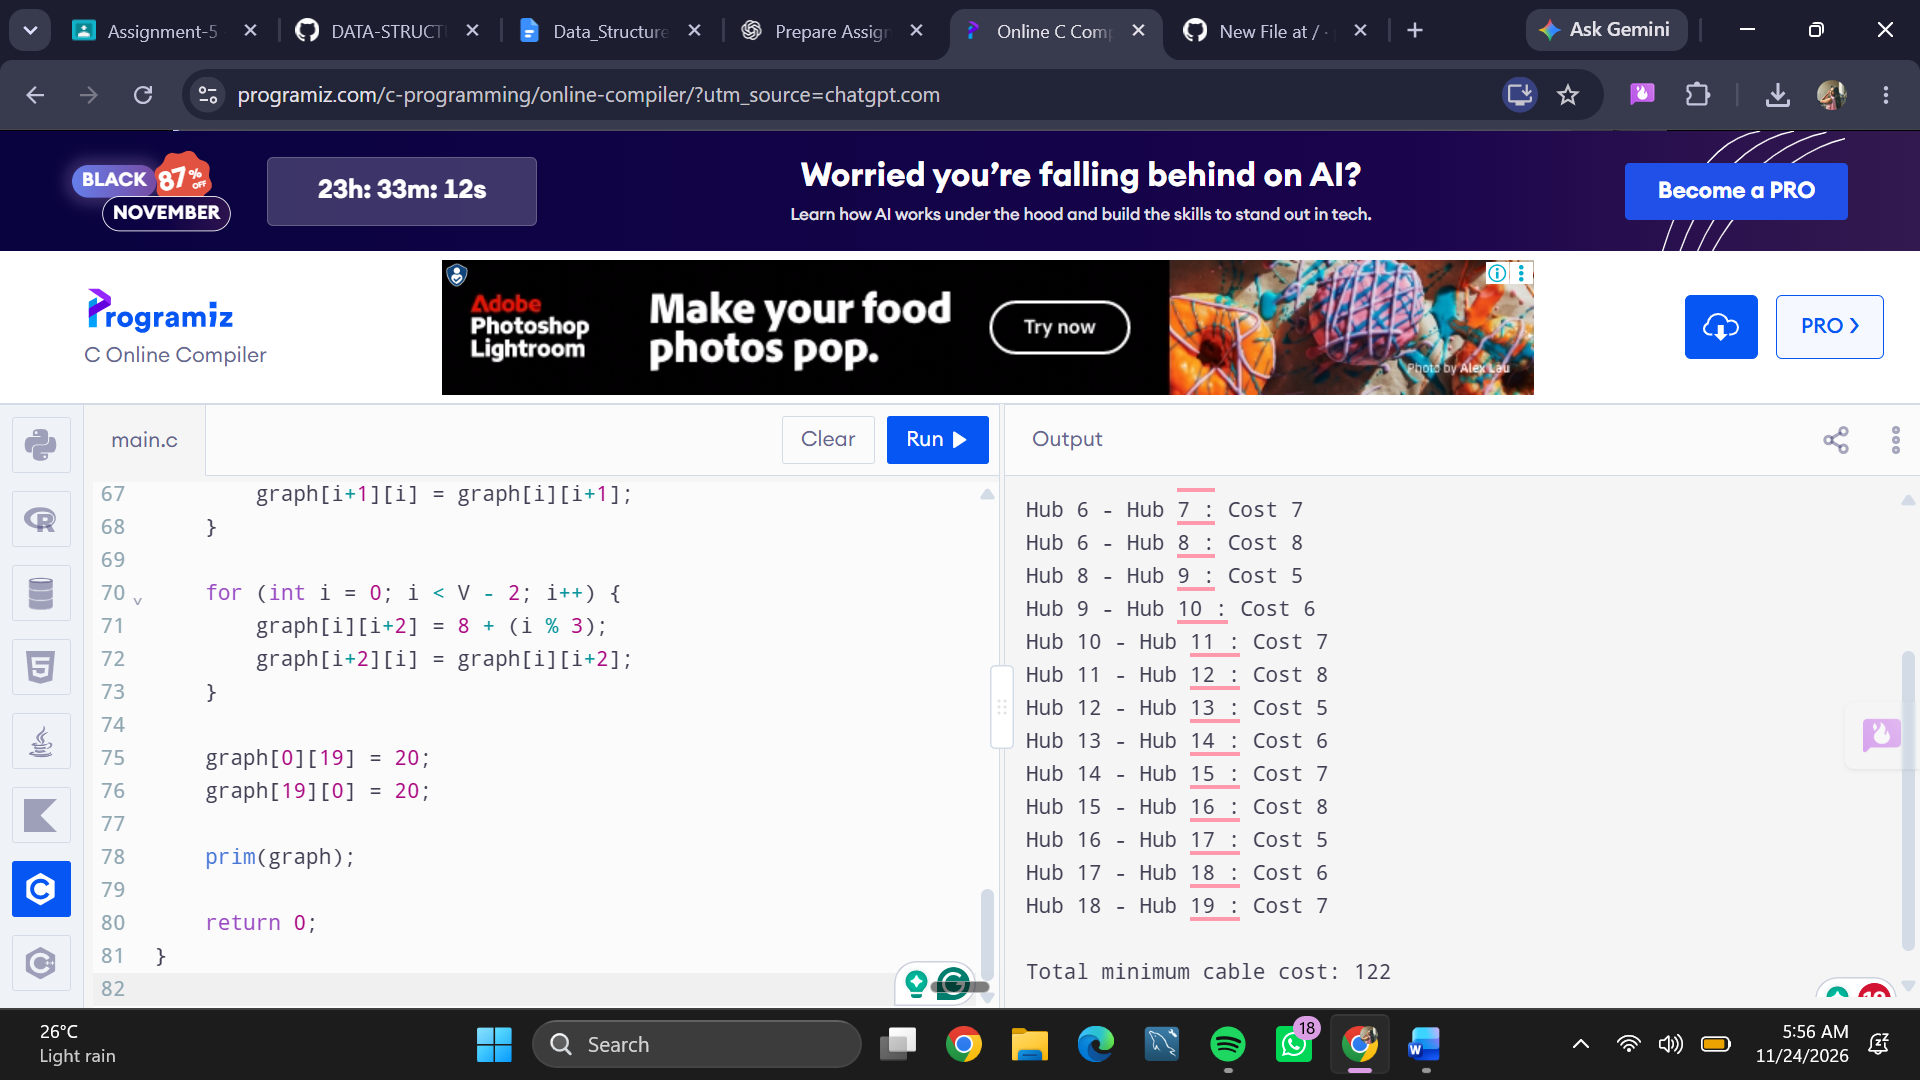 Assignment-5
DATA-STRUCT
Data_Structure
Prepare Assign
Online C Comp
New File at /
Ask Gemini
programiz.com/c-programming/online-compiler/?utm_source=chatgpt.com
BLACK 87% OFF
NOVEMBER
23h: 33m: 12s
Worried you're falling behind on AI?
Learn how AI works under the hood and build the skills to stand out in tech.
Become a PRO
Programiz
C Online Compiler
Adobe
Photoshop
Lightroom
Make your food
photos pop.
Try now
Photo by Alex Lau
PRO
main.c
Clear
Run
Output
67 graph[i+1][i] = graph[i][i+1];
68 }
69
70 for (int i = 0; i < V - 2; i++) {
71 graph[i][i+2] = 8 + (i % 3);
72 graph[i+2][i] = graph[i][i+2];
73 }
74
75 graph[0][19] = 20;
76 graph[19][0] = 20;
77
78 prim(graph);
79
80 return 0;
81 }
82
Hub 6 - Hub 7 : Cost 7
Hub 6 - Hub 8 : Cost 8
Hub 8 - Hub 9 : Cost 5
Hub 9 - Hub 10 : Cost 6
Hub 10 - Hub 11 : Cost 7
Hub 11 - Hub 12 : Cost 8
Hub 12 - Hub 13 : Cost 5
Hub 13 - Hub 14 : Cost 6
Hub 14 - Hub 15 : Cost 7
Hub 15 - Hub 16 : Cost 8
Hub 16 - Hub 17 : Cost 5
Hub 17 - Hub 18 : Cost 6
Hub 18 - Hub 19 : Cost 7
Total minimum cable cost: 122
26°C
Light rain
Search
18
5:56 AM
11/24/2026